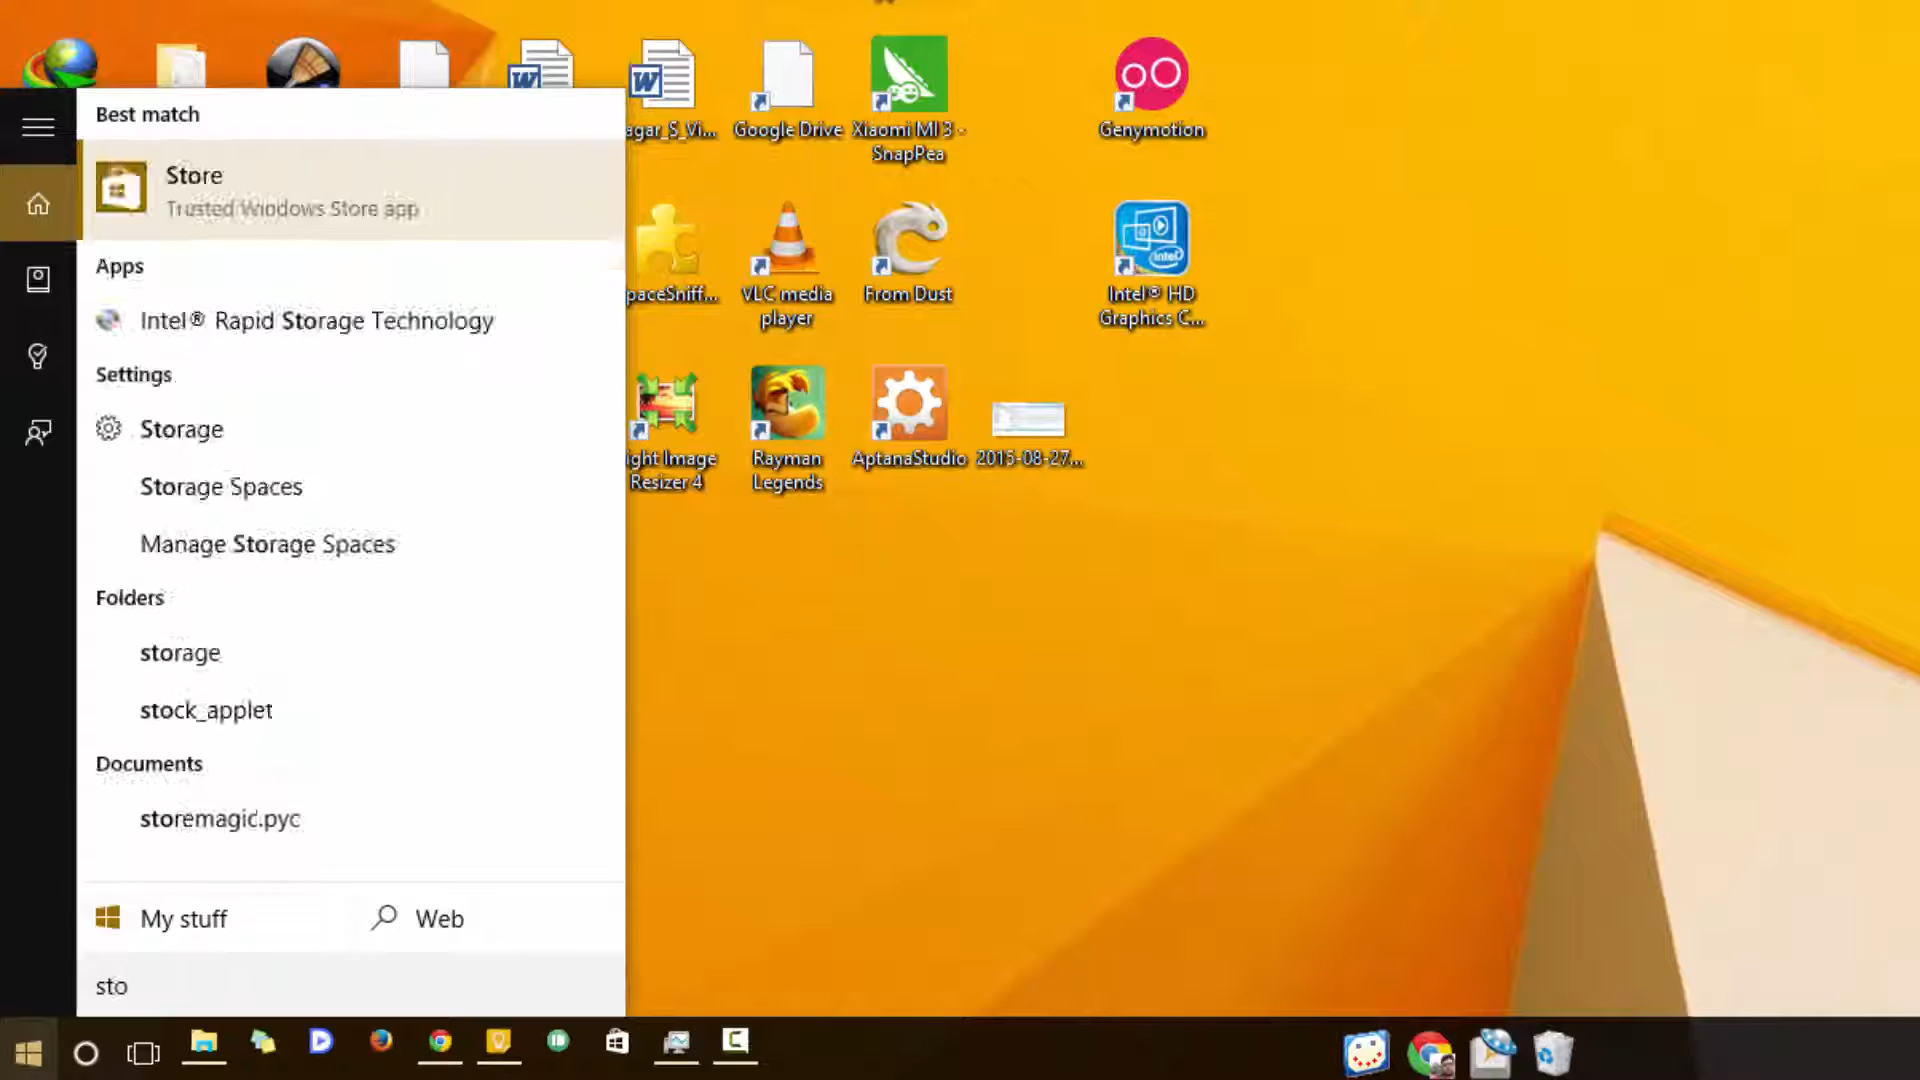 Best match
Store
Trusted Windows Store app
Apps
Intel® Rapid Storage Technology
Settings
Storage
Storage Spaces
Manage Storage Spaces
Folders
storage
stock_applet
Documents
storemagic.pyc
My stuff
Web
sto
agar_S_Vi...
Google Drive
Xiaomi MI 3 -
SnapPea
Genymotion
paceSniff...
VLC media
player
From Dust
Intel® HD
Graphics C...
ight Image
Resizer 4
Rayman
Legends
AptanaStudio
2015-08-27...